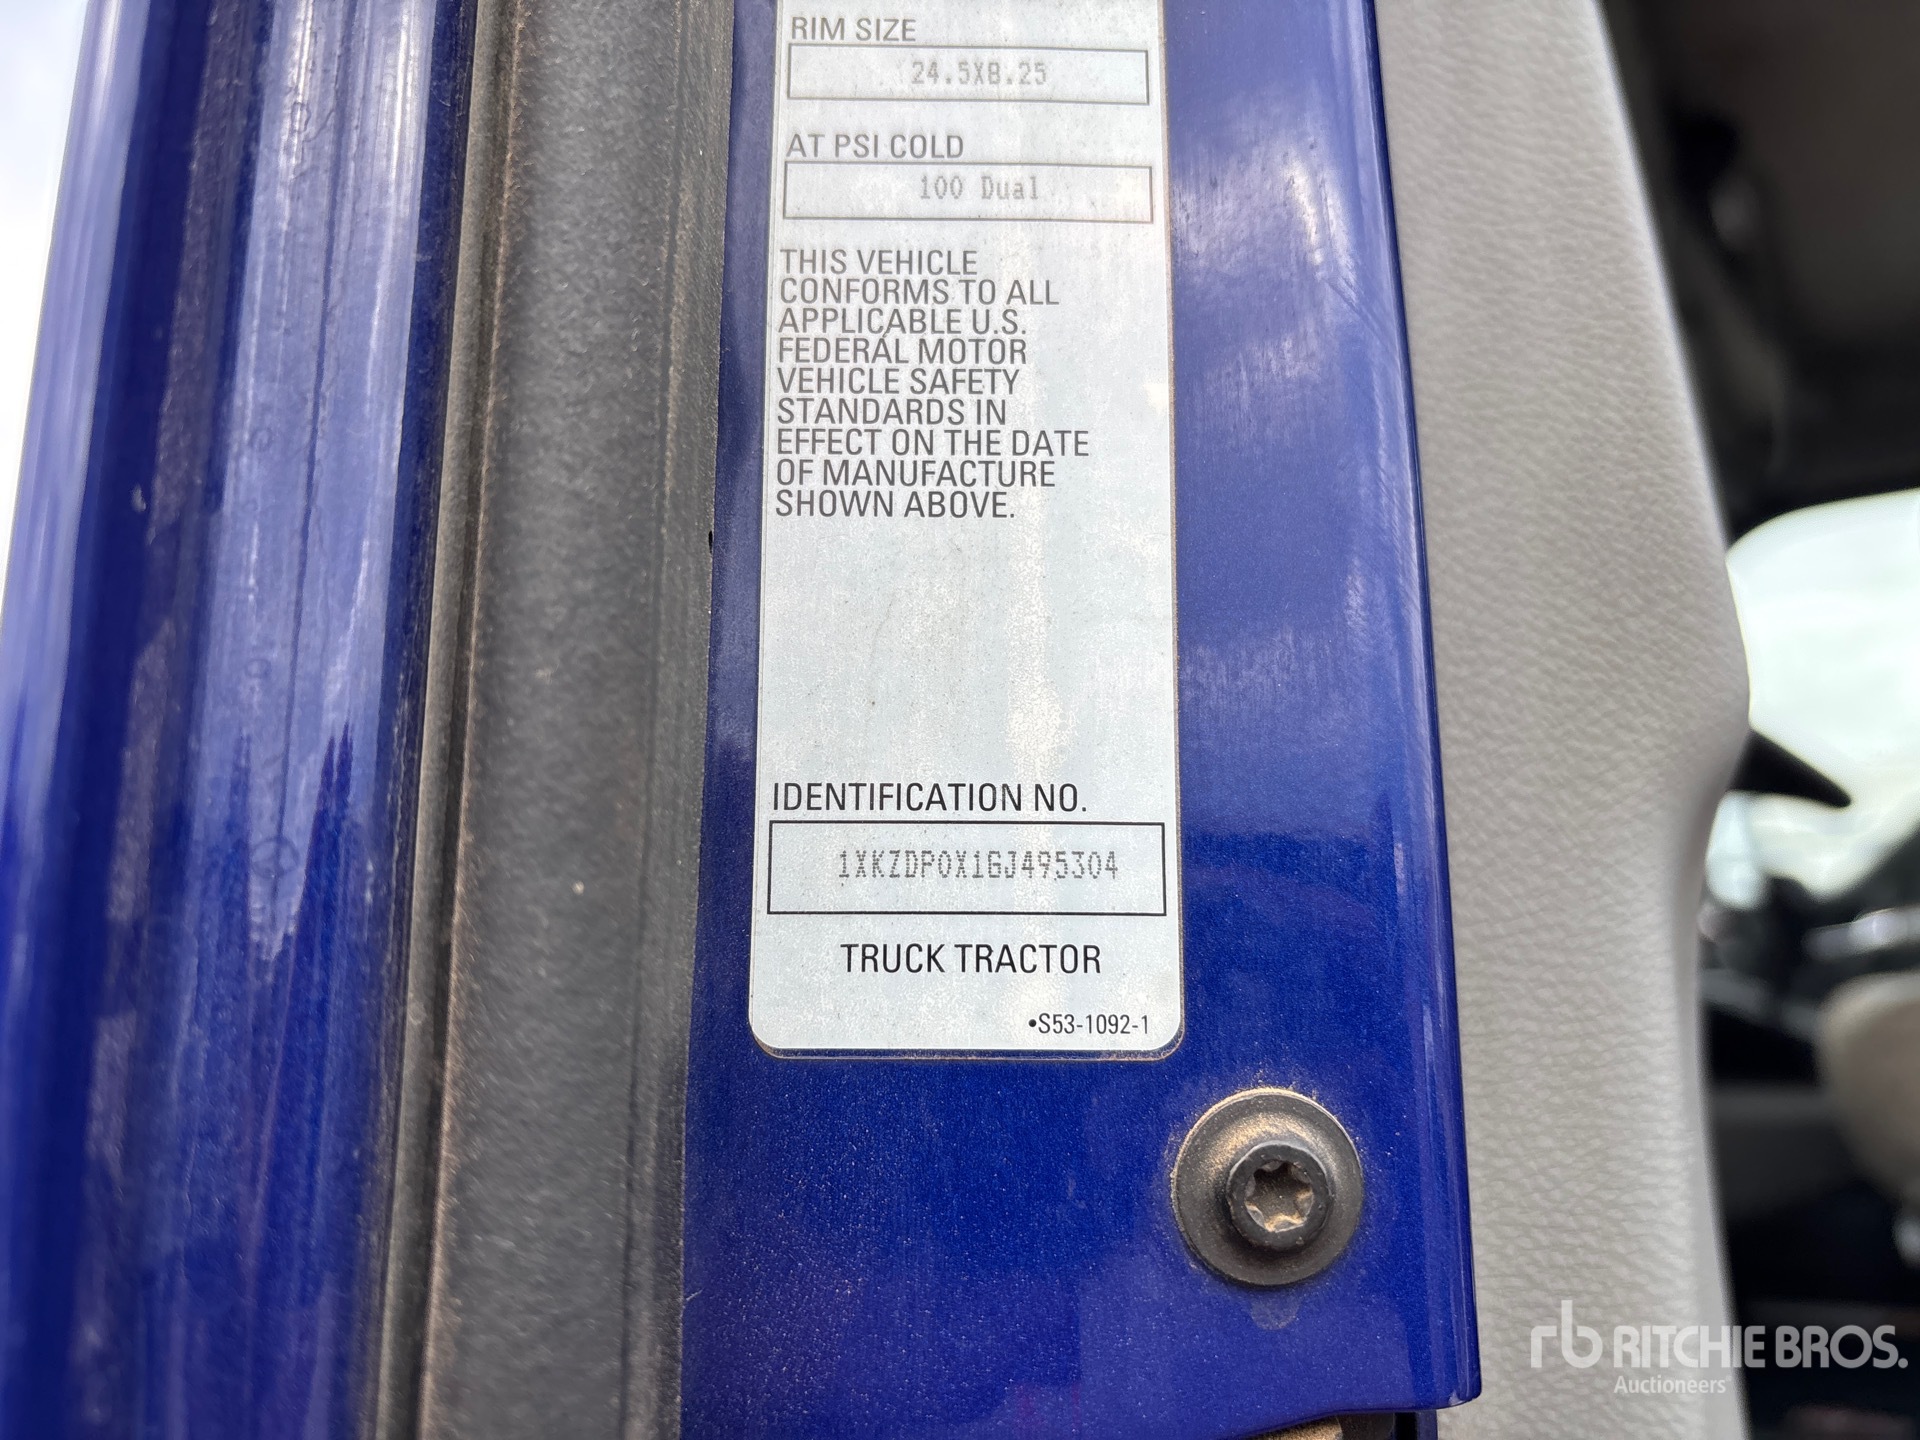 RIM SIZE
24.5X8.25
AT PSI COLD
100 Dual
THIS VEHICLE
CONFORMS TO ALL
APPLICABLE U.S.
FEDERAL MOTOR
VEHICLE SAFETY
STANDARDS IN
EFFECT ON THE DATE
OF MANUFACTURE
SHOWN ABOVE.
IDENTIFICATION NO.
1XKZDP0X1GJ495304
TRUCK TRACTOR
•S53-1092-1
rb RITCHIE BROS.
Auctioneers